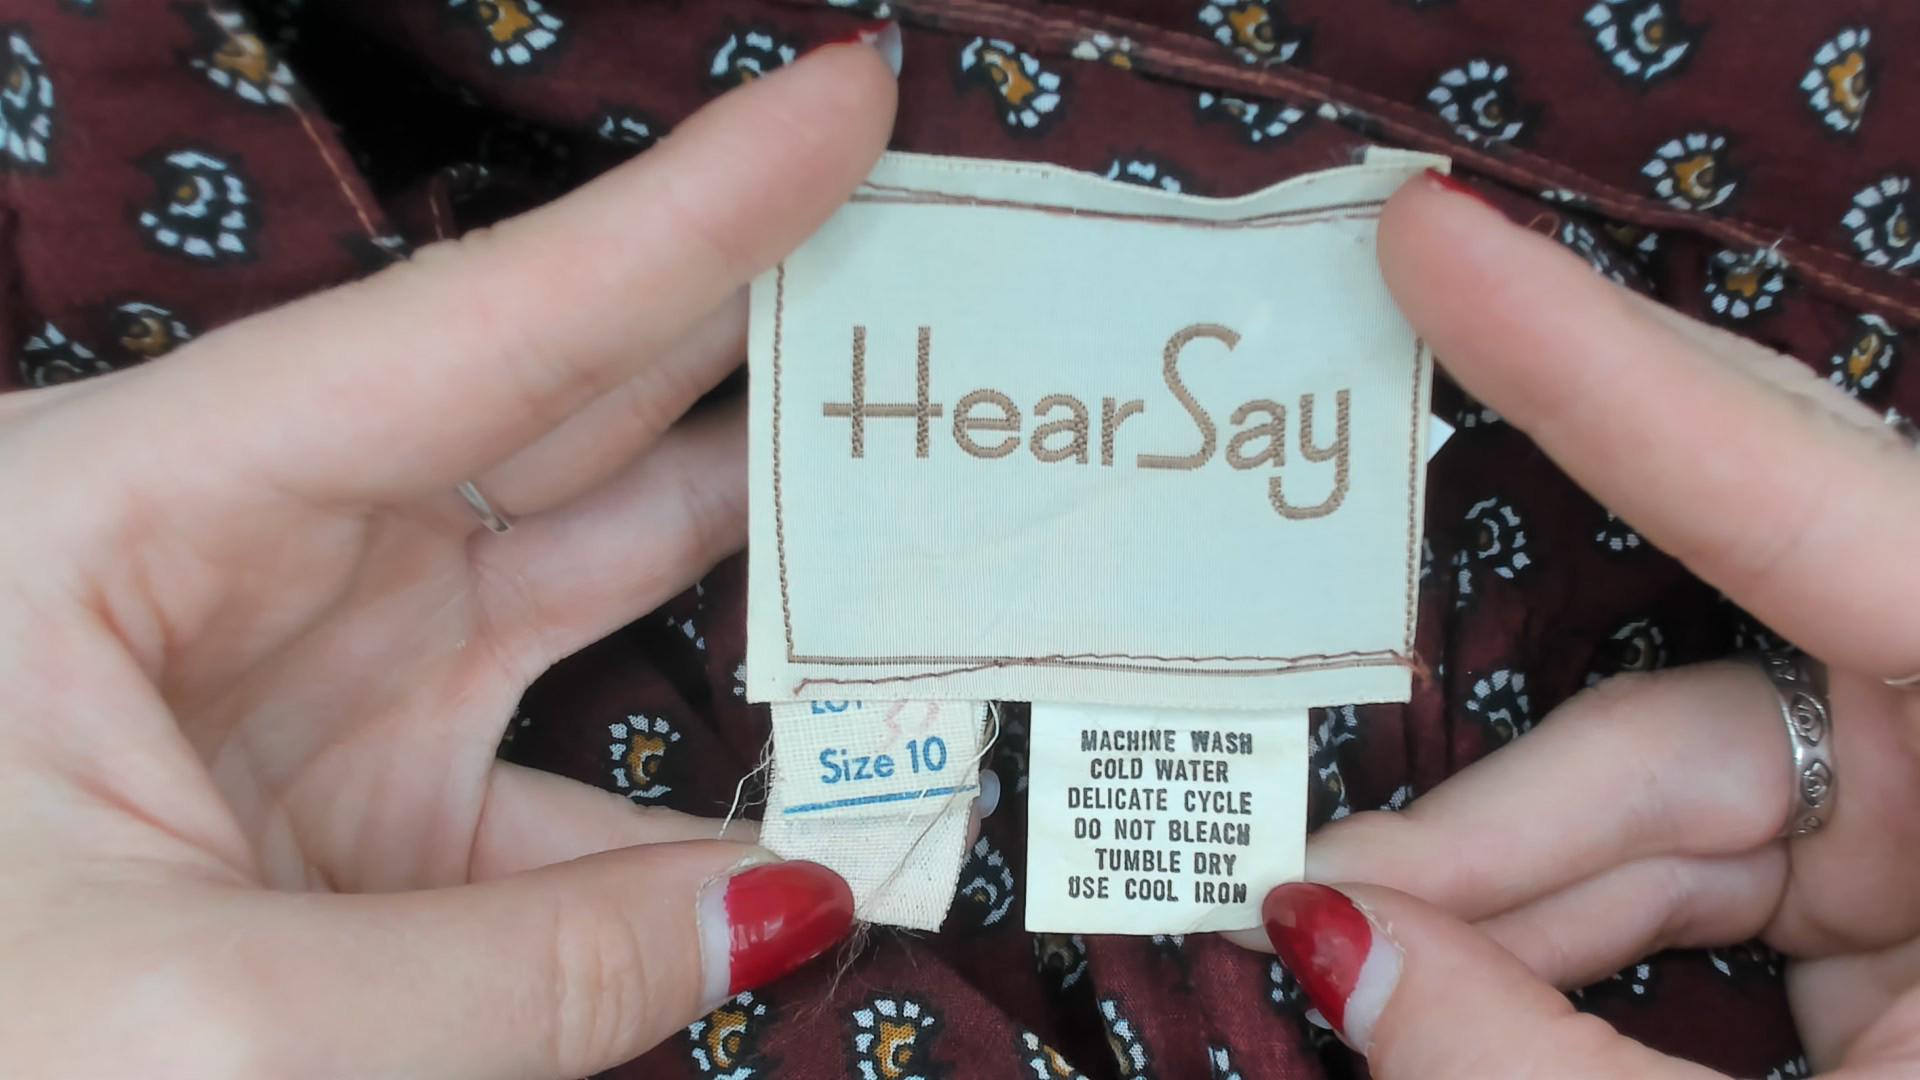 HearSay
Size 10
MACHINE WASH
COLD WATER
DELICATE CYCLE
DO NOT BLEACH
TUMBLE DRY
USE COOL IRON